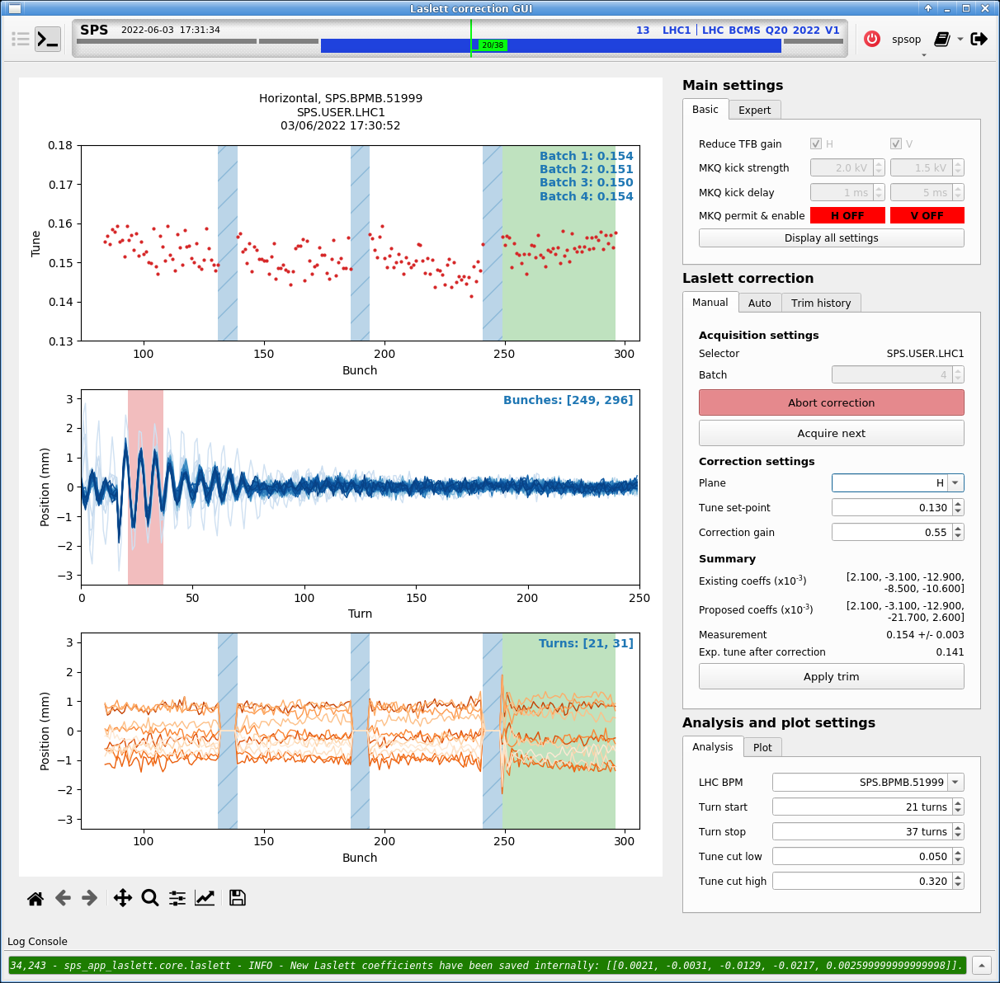 Laslett correction GUI
SPS 2022-06-03 17:31:34 13 LHC1 | LHC BCMS Q20 2022 V1
20/38
spsop
Horizontal, SPS.BPMB.51999
SPS.USER.LHC1
03/06/2022 17:30:52
0.18
0.17
0.16
0.15
0.14
0.13
Tune
Batch 1: 0.154
Batch 2: 0.151
Batch 3: 0.150
Batch 4: 0.154
100 150 200 250 300
Bunch
3
2
1
0
−1
−2
−3
Position (mm)
Bunches: [249, 296]
0 50 100 150 200 250
Turn
3
2
1
0
−1
−2
−3
Position (mm)
Turns: [21, 31]
100 150 200 250 300
Bunch
Main settings
Basic Expert
Reduce TFB gain H V
MKQ kick strength 2.0 kV 1.5 kV
MKQ kick delay 1 ms 5 ms
MKQ permit & enable H OFF V OFF
Display all settings
Laslett correction
Manual Auto Trim history
Acquisition settings
Selector SPS.USER.LHC1
Batch 4
Abort correction
Acquire next
Correction settings
Plane H
Tune set-point 0.130
Correction gain 0.55
Summary
Existing coeffs (x10-3) [2.100, -3.100, -12.900,
-8.500, -10.600]
Proposed coeffs (x10-3) [2.100, -3.100, -12.900,
-21.700, 2.600]
Measurement 0.154 +/- 0.003
Exp. tune after correction 0.141
Apply trim
Analysis and plot settings
Analysis Plot
LHC BPM SPS.BPMB.51999
Turn start 21 turns
Turn stop 37 turns
Tune cut low 0.050
Tune cut high 0.320
Log Console
34,243 - sps_app_laslett.core.laslett - INFO - New Laslett coefficients have been saved internally: [[0.0021, -0.0031, -0.0129, -0.0217, 0.002599999999999998]].